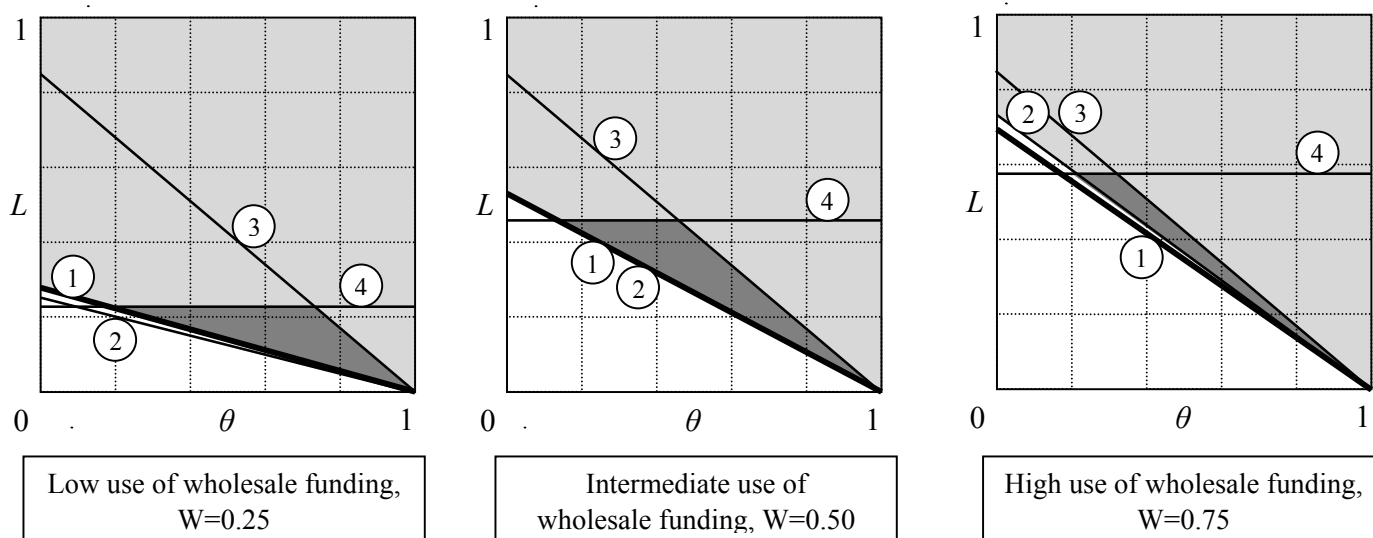 1
3
L
1
4
2
0
θ
1
Low use of wholesale funding,
W=0.25
1
3
L
4
1
2
0
θ
1
Intermediate use of
wholesale funding, W=0.50
1
2
3
4
L
1
0
θ
1
High use of wholesale funding,
W=0.75